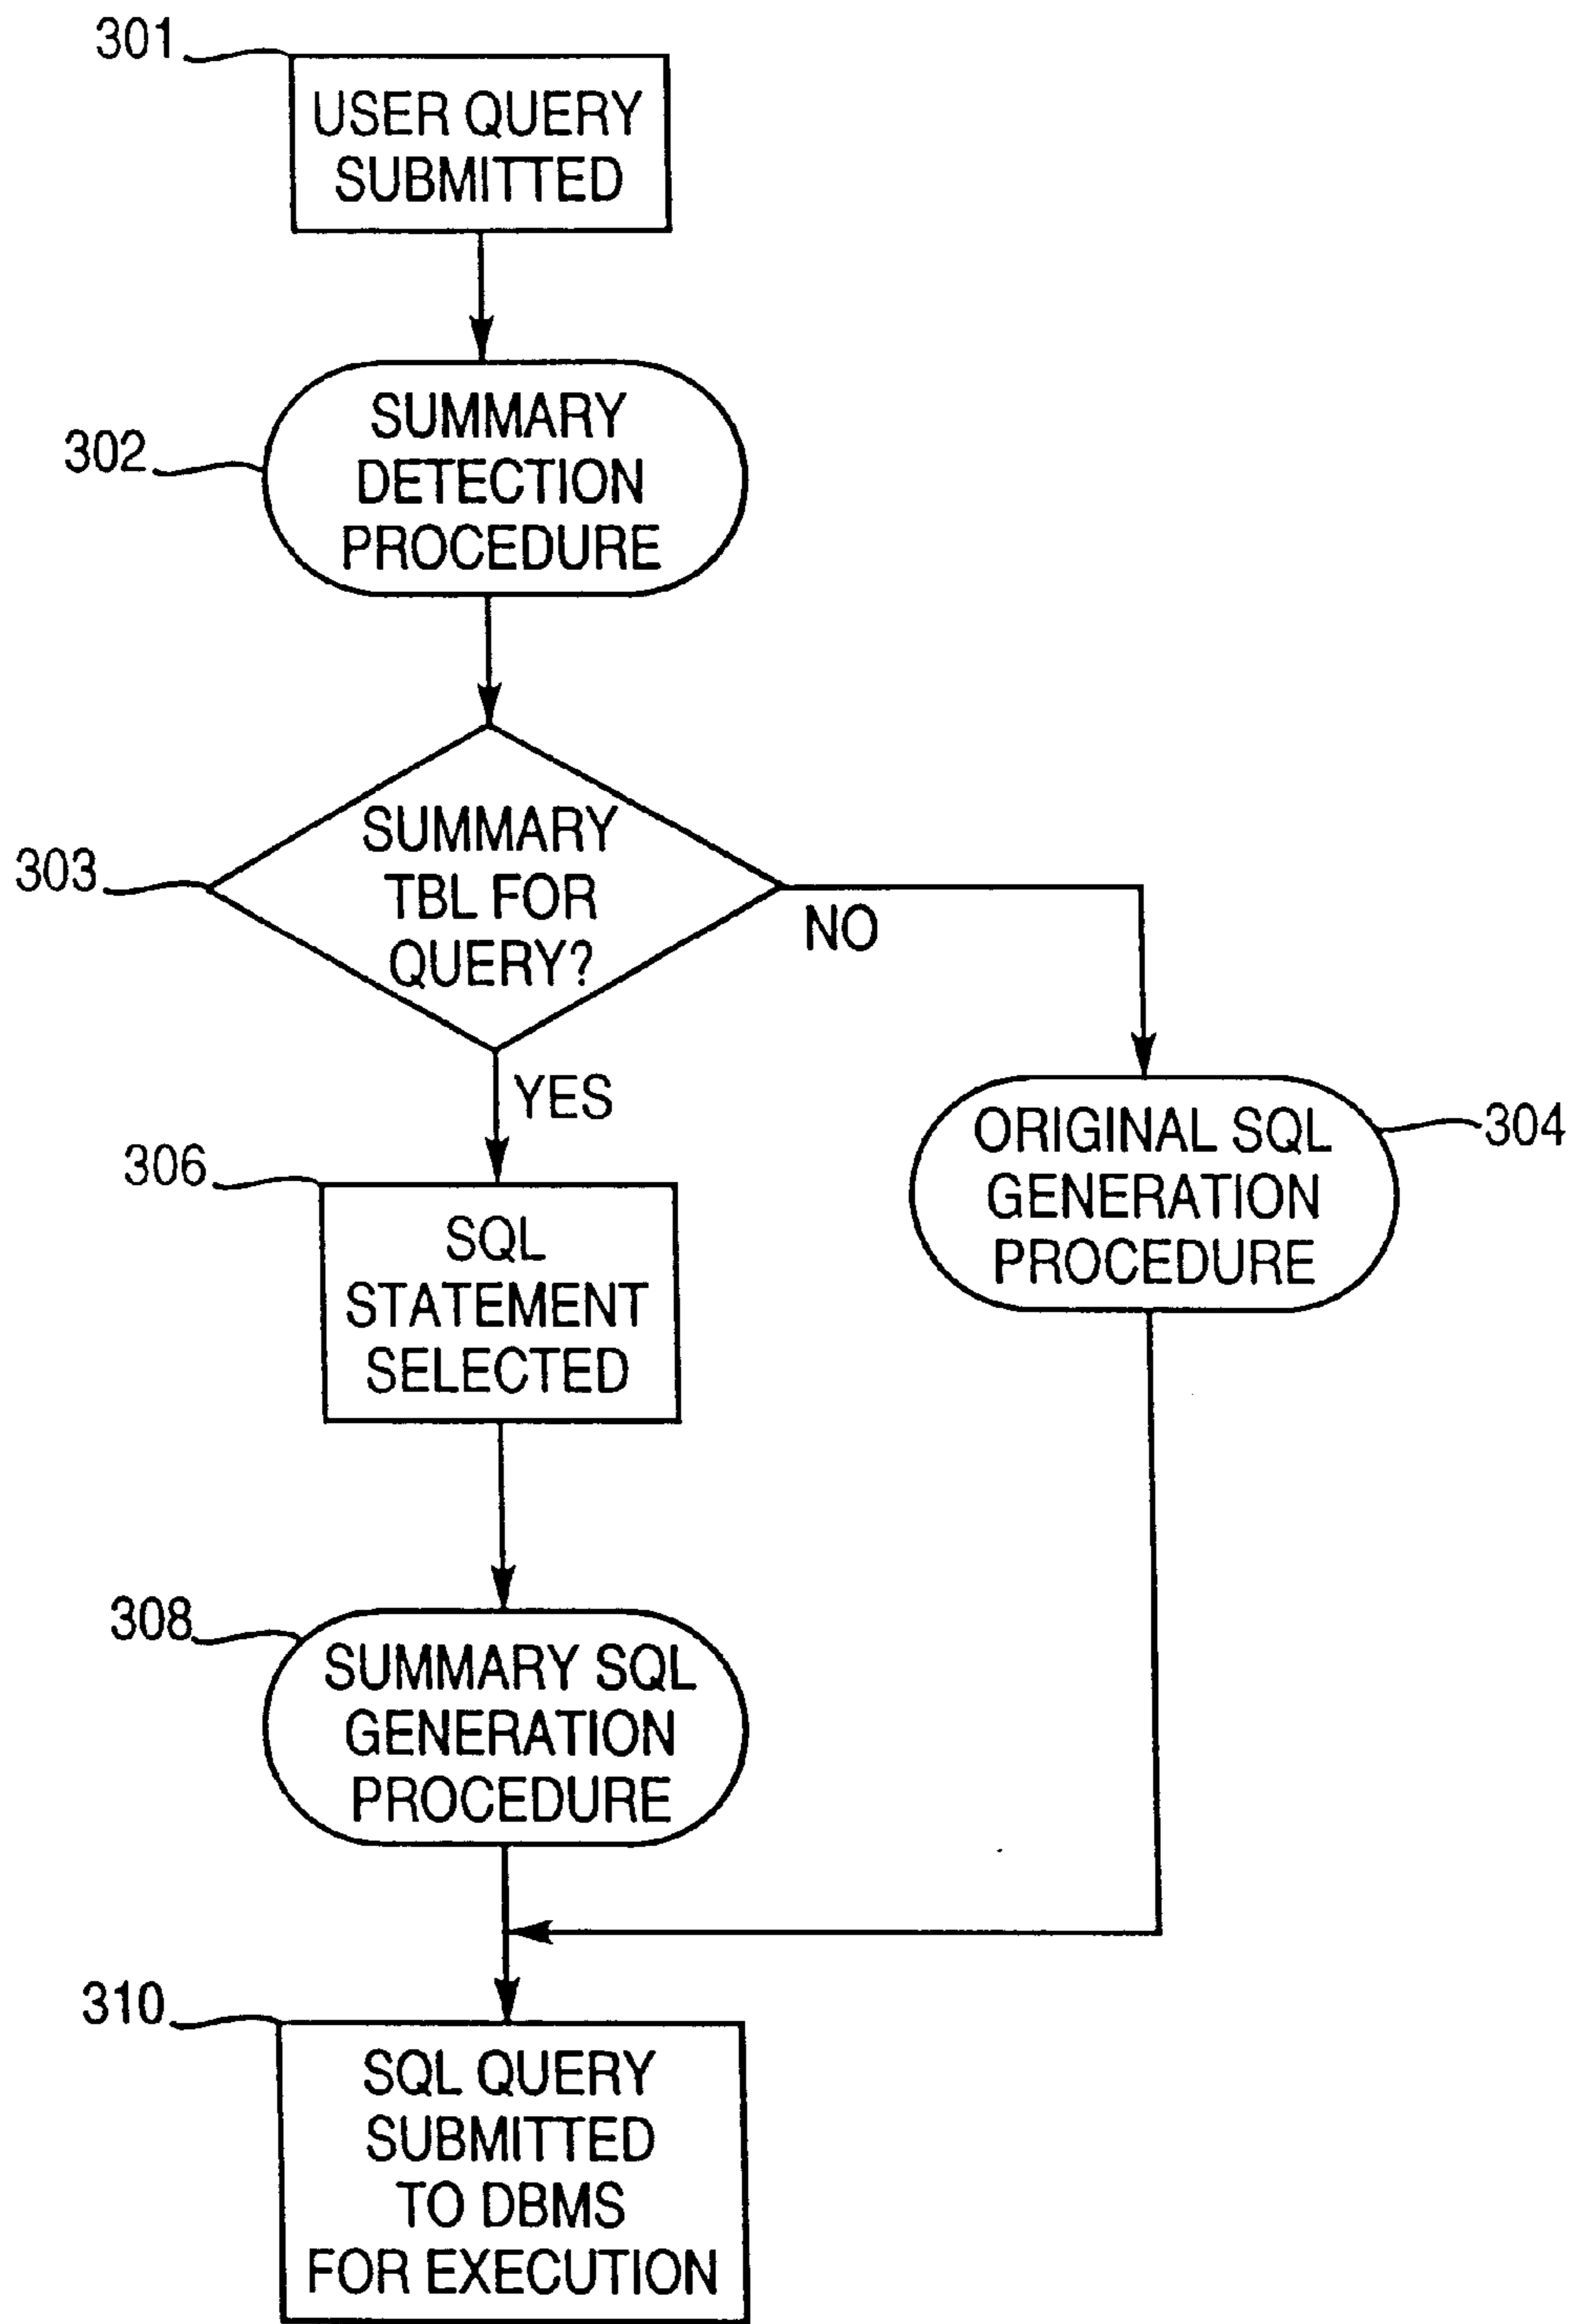 301
USER QUERY
SUBMITTED
302
SUMMARY
DETECTION
PROCEDURE
303
SUMMARY
TBL FOR
QUERY?
NO
YES
304
ORIGINAL SQL
GENERATION
PROCEDURE
306
SQL
STATEMENT
SELECTED
308
SUMMARY SQL
GENERATION
PROCEDURE
310
SQL QUERY
SUBMITTED
TO DBMS
FOR EXECUTION